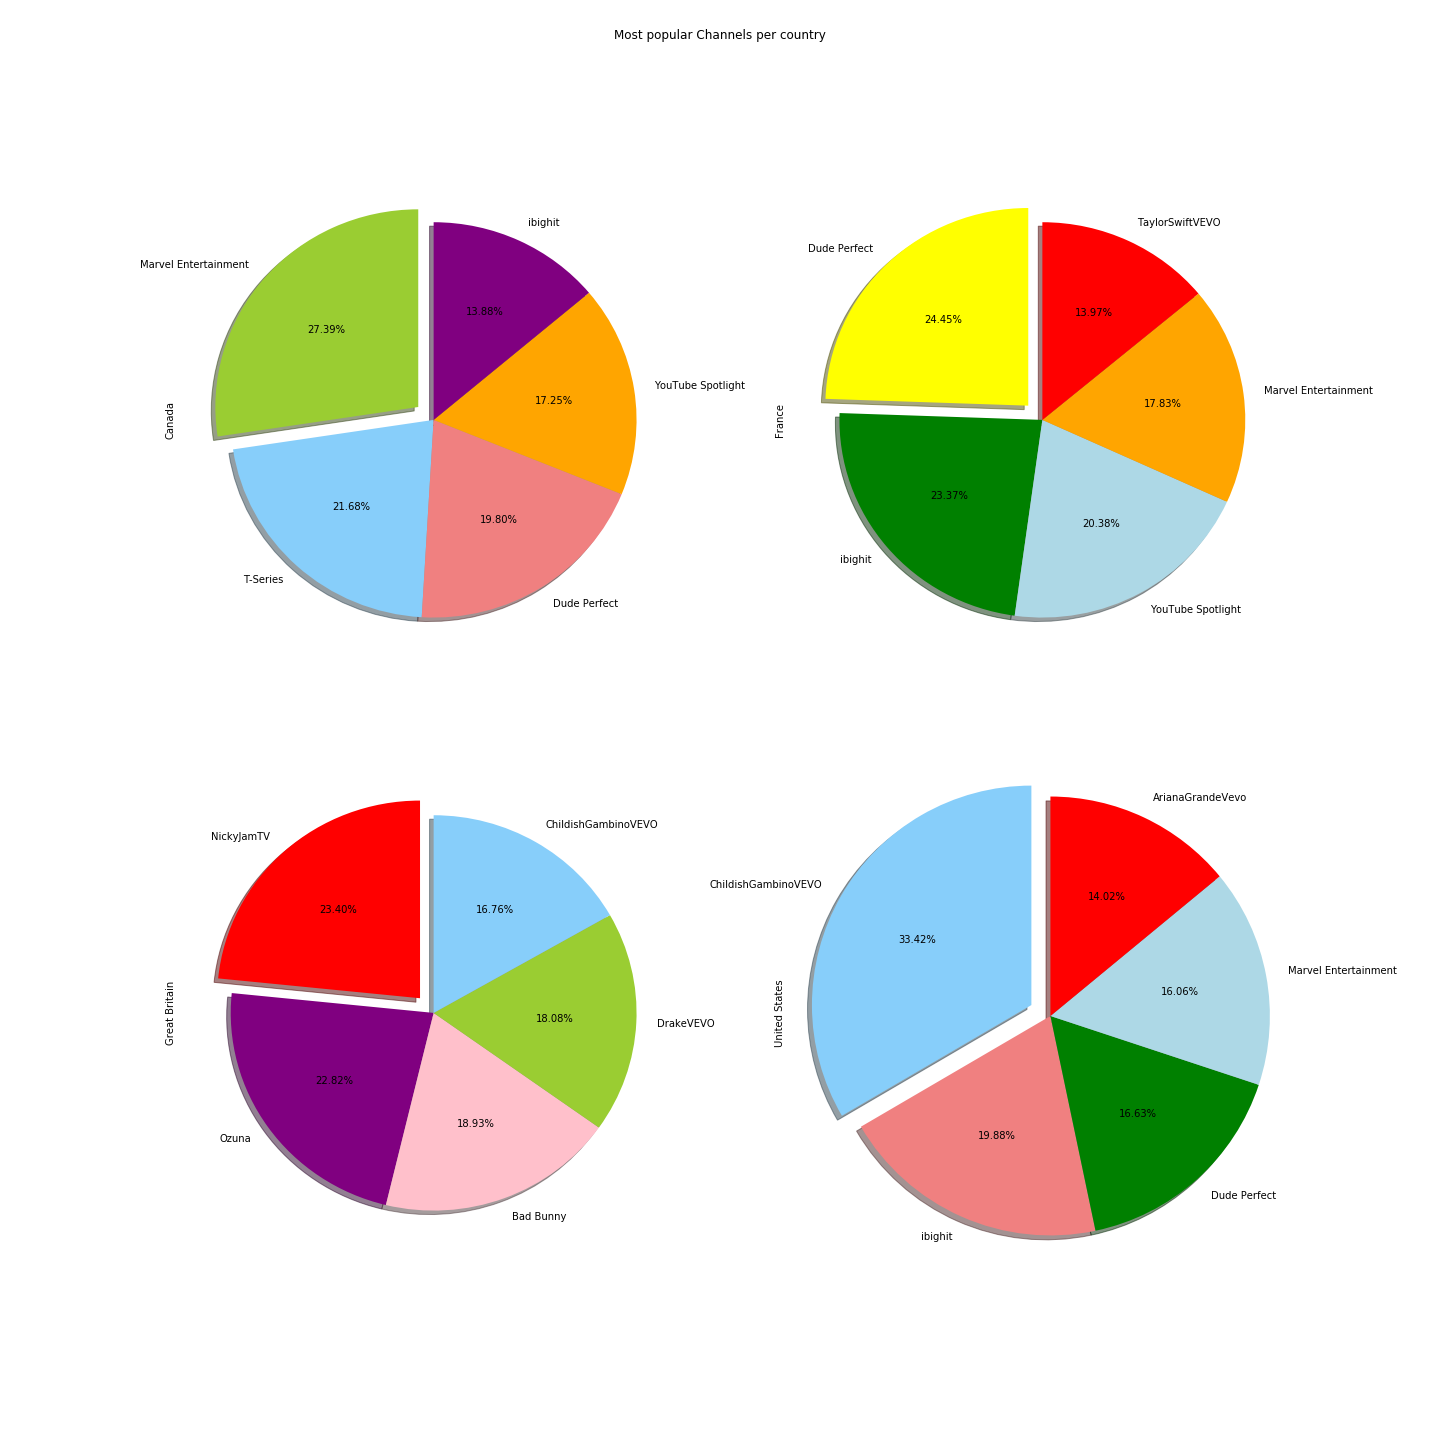 Most popular Channels per country
ibighit
Marvel Entertainment
YouTube Spotlight
T-Series
Dude Perfect
13.88%
27.39%
17.25%
21.68%
19.80%
Canada
TaylorSwiftVEVO
Dude Perfect
Marvel Entertainment
ibighit
YouTube Spotlight
13.97%
24.45%
17.83%
23.37%
20.38%
France
ChildishGambinoVEVO
NickyJamTV
DrakeVEVO
Ozuna
Bad Bunny
16.76%
23.40%
18.08%
22.82%
18.93%
Great Britain
ArianaGrandeVevo
ChildishGambinoVEVO
Marvel Entertainment
Dude Perfect
ibighit
14.02%
33.42%
16.06%
16.63%
19.88%
United States